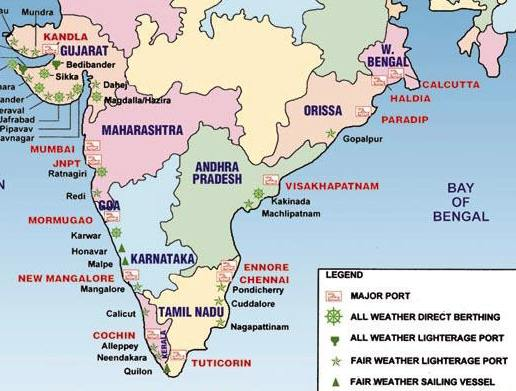 Mundra
KANDLA
GUJARAT
Bedibander
Sikka
Dahej
Magdalla/Hazira
ander
eraval
Jafrabad
Pipavav
avnagar
W.
BENGAL
CALCUTTA
HALDIA
ORISSA
PARADIP
Gopalpur
MAHARASHTRA
MUMBAI
JNPT
Ratnagiri
ANDHRA
PRADESH
VISAKHAPATNAM
Kakinada
Machlipatnam
Redi
GOA
MORMUGAO
Karwar
Honavar
Malpe
KARNATAKA
NEW MANGALORE
Mangalore
ENNORE
CHENNAI
Pondicherry
Cuddalore
Calicut
TAMIL NADU
Nagapattinam
COCHIN
KERALA
Alleppey
Neendakara
Quilon
TUTICORIN
BAY
OF
BENGAL
LEGEND
MAJOR PORT
ALL WEATHER DIRECT BERTHING
ALL WEATHER LIGHTERAGE PORT
FAIR WEATHER LIGHTERAGE PORT
FAIR WEATHER SAILING VESSEL